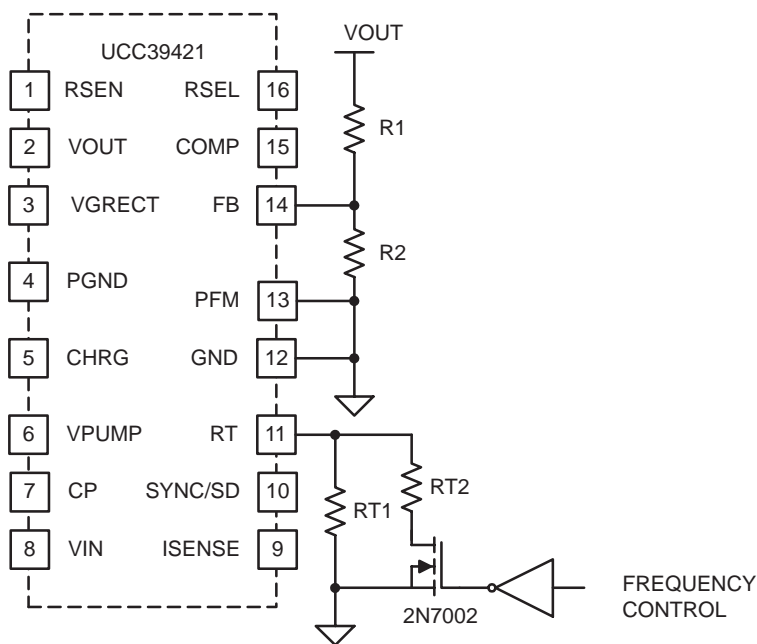 UCC39421
VOUT
1 RSEN RSEL 16
R1
2 VOUT COMP 15
3 VGRECT FB 14
R2
4 PGND
PFM 13
5 CHRG GND 12
6 VPUMP RT 11
RT2
7 CP SYNC/SD 10
RT1
8 VIN ISENSE 9
2N7002
FREQUENCY
CONTROL